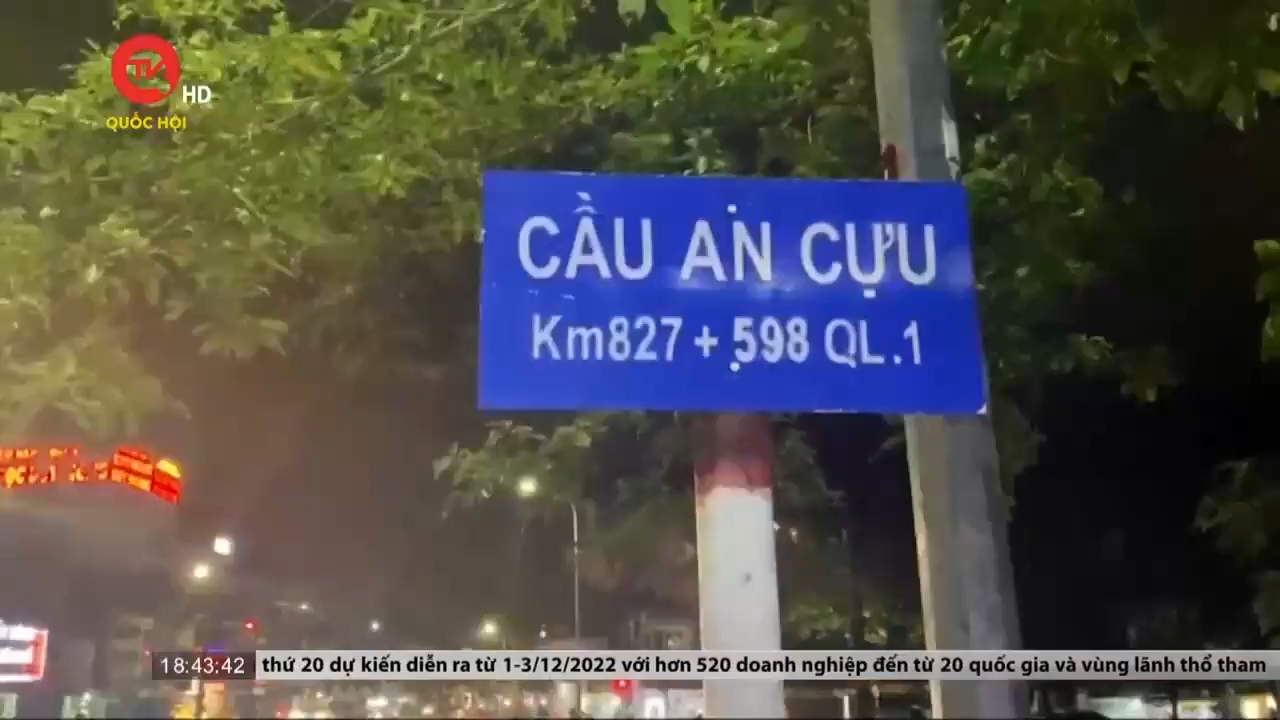 TV
HD
QUỐC HỘI
CẦU AN CỰU
Km827 + 598 QL.1
18:43:42 thứ 20 dự kiến diễn ra từ 1-3/12/2022 với hơn 520 doanh nghiệp đến từ 20 quốc gia và vùng lãnh thổ tham